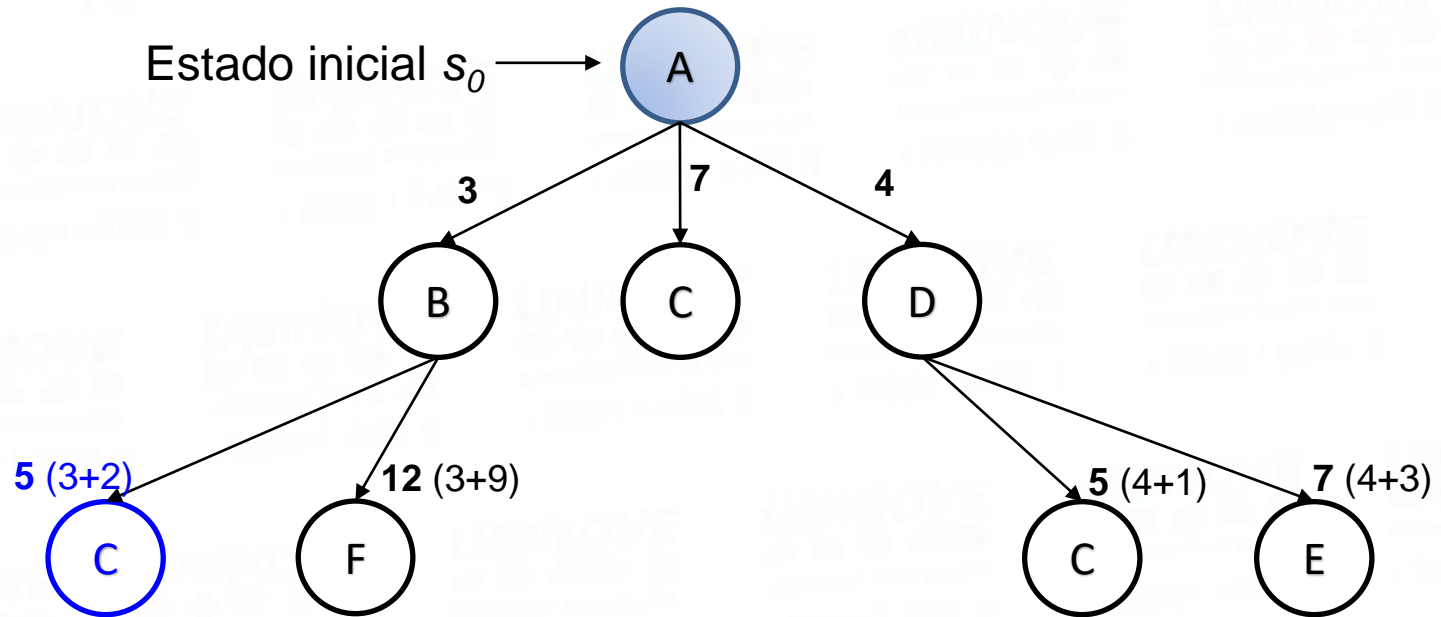 Estado inicial s0
A
3
7
4
B
C
D
5 (3+2)
12 (3+9)
5 (4+1)
7 (4+3)
C
F
C
E